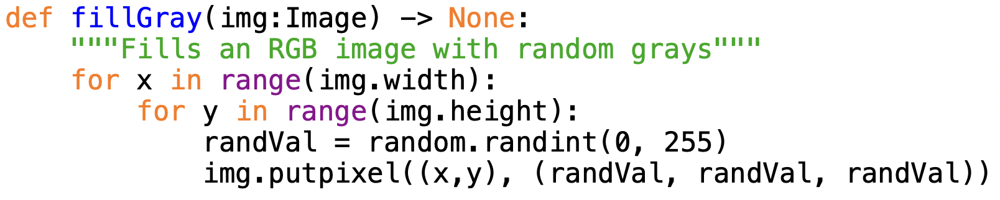 def fillGray(img:Image) -> None:
    """Fills an RGB image with random grays"""
    for x in range(img.width):
        for y in range(img.height):
            randVal = random.randint(0, 255)
            img.putpixel((x,y), (randVal, randVal, randVal))